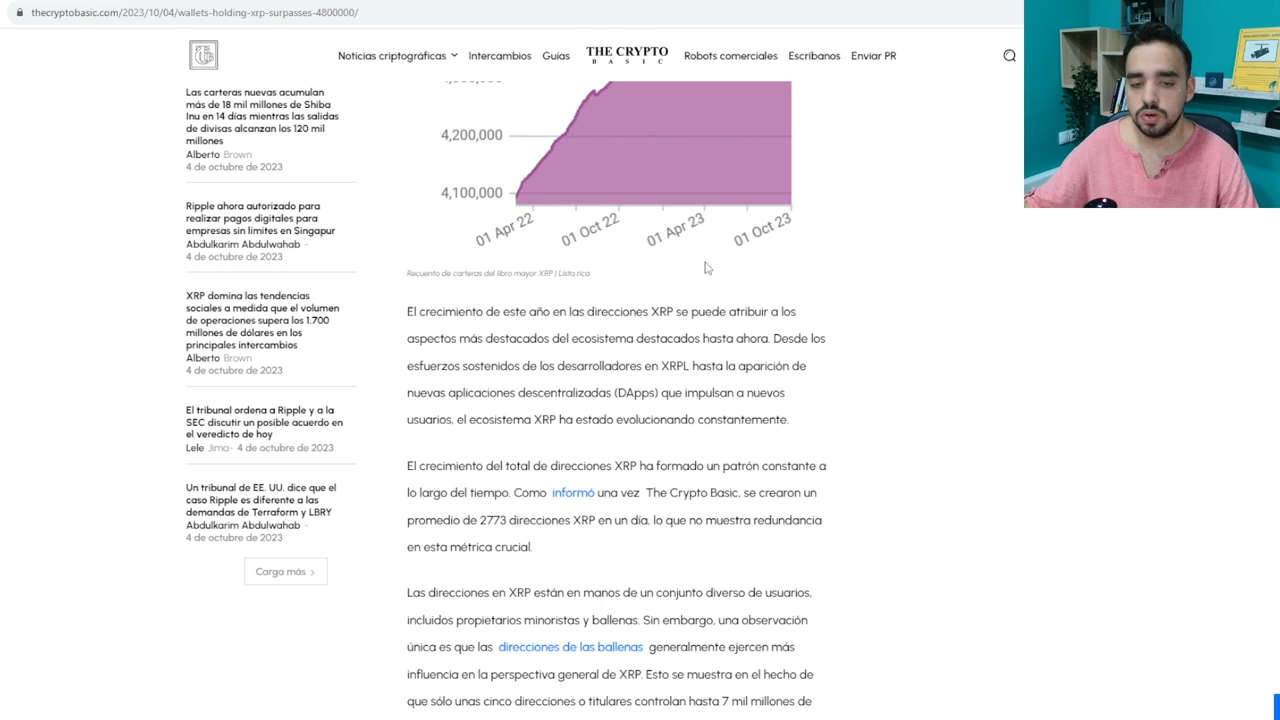 thecryptobasic.com/2023/10/04/wallets-holding-xrp-surpasses-4800000/
Noticias criptográficas
Intercambios
Guías
THE CRYPTO
BASIC
Robots comerciales
Escríbanos
Enviar PR
Las carteras nuevas acumulan
más de 18 mil millones de Shiba
Inu en 14 días mientras las salidas
de divisas alcanzan los 120 mil
millones
Alberto Brown
4 de octubre de 2023
Ripple ahora autorizado para
realizar pagos digitales para
empresas sin límites en Singapur
Abdulkarim Abdulwahab -
4 de octubre de 2023
XRP domina las tendencias
sociales a medida que el volumen
de operaciones supera los 1.700
millones de dólares en los
principales intercambios
Alberto Brown
4 de octubre de 2023
El tribunal ordena a Ripple y a la
SEC discutir un posible acuerdo en
el veredicto de hoy
Lele Jima- 4 de octubre de 2023
Un tribunal de EE. UU. dice que el
caso Ripple es diferente a las
demandas de Terraform y LBRY
Abdulkarim Abdulwahab -
4 de octubre de 2023
Carga más
4,200,000
4,100,000
01 Apr 22
01 Oct 22
01 Apr 23
01 Oct 23
Recuento de carteras del libro mayor XRP | Lista rica
El crecimiento de este año en las direcciones XRP se puede atribuir a los
aspectos más destacados del ecosistema destacados hasta ahora. Desde los
esfuerzos sostenidos de los desarrolladores en XRPL hasta la aparición de
nuevas aplicaciones descentralizadas (DApps) que impulsan a nuevos
usuarios, el ecosistema XRP ha estado evolucionando constantemente.
El crecimiento del total de direcciones XRP ha formado un patrón constante a
lo largo del tiempo. Como informó una vez The Crypto Basic, se crearon un
promedio de 2773 direcciones XRP en un día, lo que no muestra redundancia
en esta métrica crucial.
Las direcciones en XRP están en manos de un conjunto diverso de usuarios,
incluidos propietarios minoristas y ballenas. Sin embargo, una observación
única es que las direcciones de las ballenas generalmente ejercen más
influencia en la perspectiva general de XRP. Esto se muestra en el hecho de
que sólo unas cinco direcciones o titulares controlan hasta 7 mil millones de